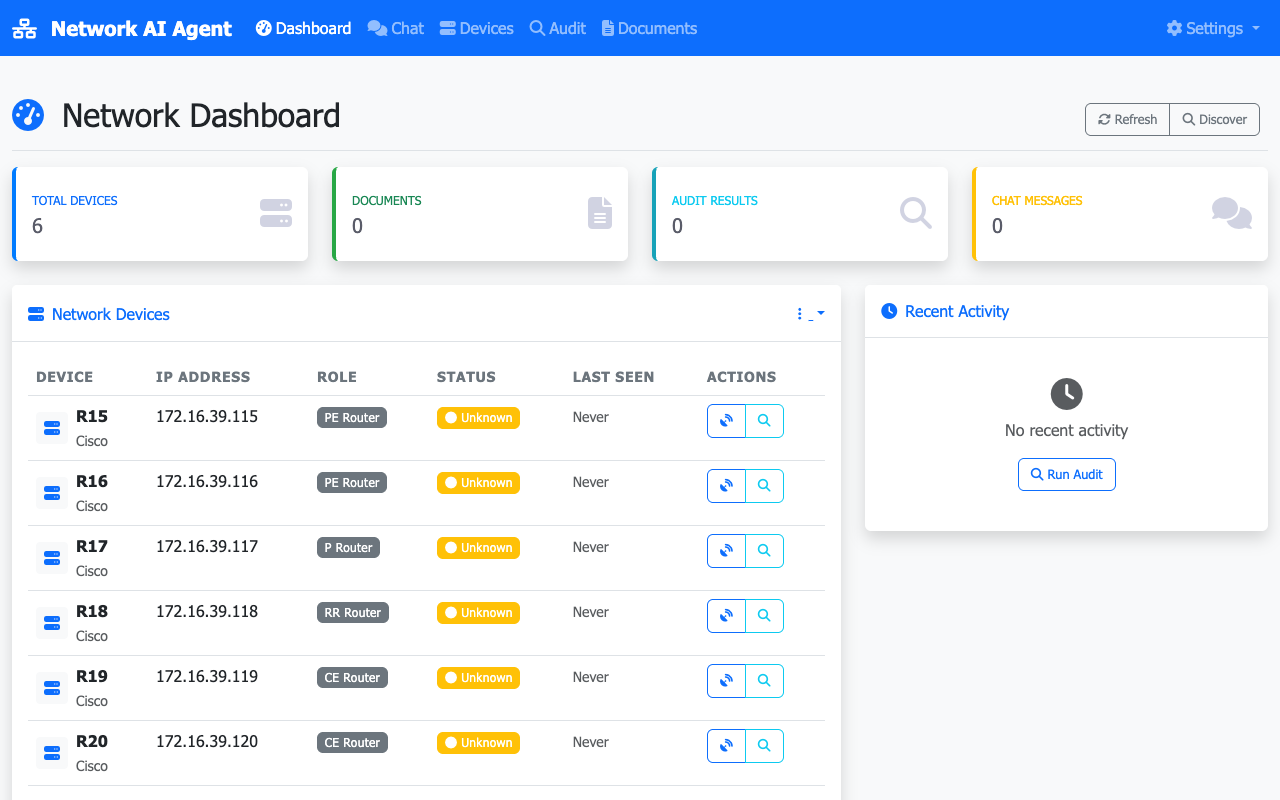 Network AI Agent Dashboard Chat Devices Audit Documents Settings
Network Dashboard
Refresh Discover
TOTAL DEVICES
6
DOCUMENTS
0
AUDIT RESULTS
0
CHAT MESSAGES
0
Network Devices
DEVICE IP ADDRESS ROLE STATUS LAST SEEN ACTIONS
R15 172.16.39.115 PE Router Unknown Never
Cisco
R16 172.16.39.116 PE Router Unknown Never
Cisco
R17 172.16.39.117 P Router Unknown Never
Cisco
R18 172.16.39.118 RR Router Unknown Never
Cisco
R19 172.16.39.119 CE Router Unknown Never
Cisco
R20 172.16.39.120 CE Router Unknown Never
Cisco
Recent Activity
No recent activity
Run Audit